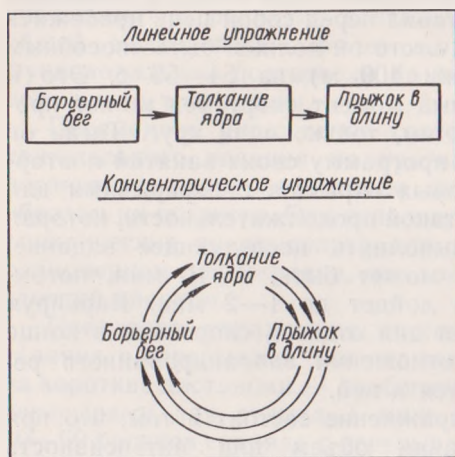 Линейное упражнение
Барьерный
бег
Толкание
ядра
Прыжок в
длину
Концентрическое упражнение
Толкание
ядра
Барьерный
бег
Прыжок
в длину